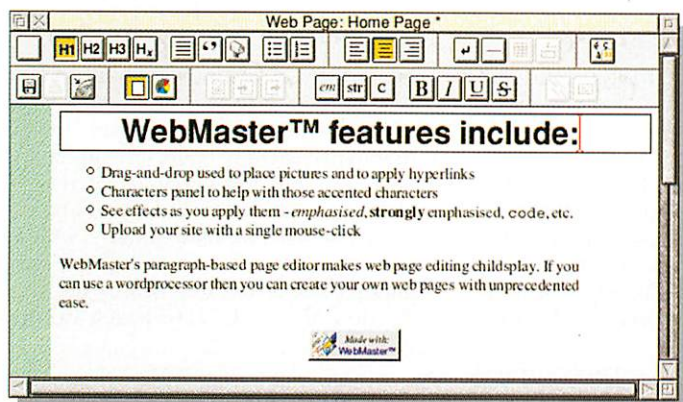 Web Page: Home Page *
H1 H2 H3 Hx
em str c B I U S
WebMaster™ features include:
Drag-and-drop used to place pictures and to apply hyperlinks
Characters panel to help with those accented characters
See effects as you apply them - emphasised, strongly emphasised, code, etc.
Upload your site with a single mouse-click
WebMaster's paragraph-based page editor makes web page editing childsplay. If you
can use a wordprocessor then you can create your own web pages with unprecedented
ease.
Made with:
WebMaster™